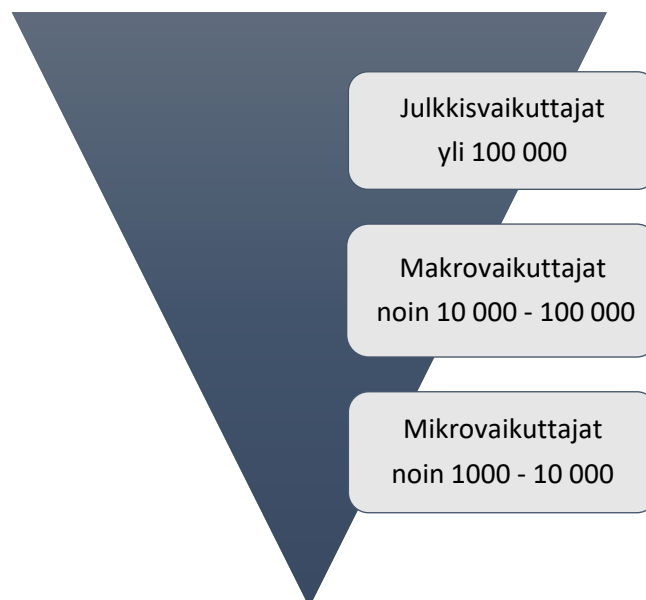 Julkkisvaikuttajat
yli 100 000
Makrovaikuttajat
noin 10 000 - 100 000
Mikrovaikuttajat
noin 1000 - 10 000